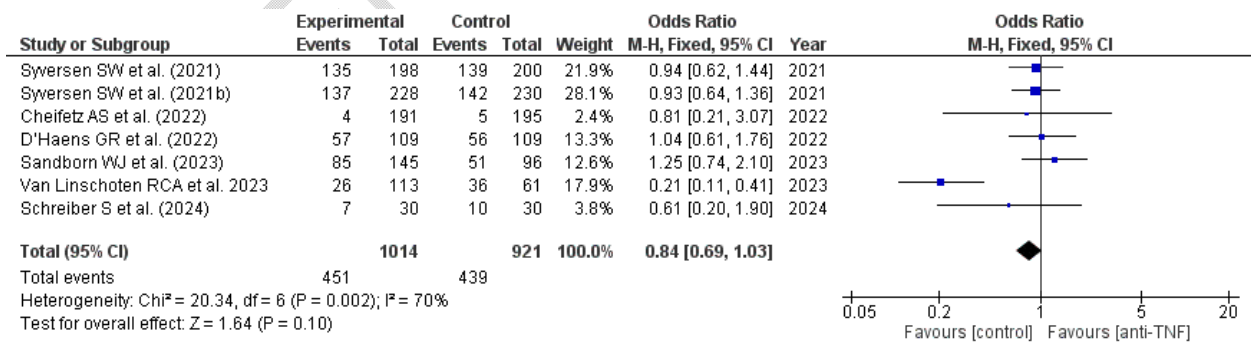 Experimental Control Odds Ratio Odds Ratio
Study or Subgroup Events Total Events Total Weight M-H, Fixed, 95% CI Year M-H, Fixed, 95% CI
Syversen SW et al. (2021) 135 198 139 200 21.9% 0.94 [0.62, 1.44] 2021
Syversen SW et al. (2021b) 137 228 142 230 28.1% 0.93 [0.64, 1.36] 2021
Cheifetz AS et al. (2022) 4 191 5 195 2.4% 0.81 [0.21, 3.07] 2022
D'Haens GR et al. (2022) 57 109 56 109 13.3% 1.04 [0.61, 1.76] 2022
Sandborn WJ et al. (2023) 85 145 51 96 12.6% 1.25 [0.74, 2.10] 2023
Van Linschoten RCA et al. 2023 26 113 36 61 17.9% 0.21 [0.11, 0.41] 2023
Schreiber S et al. (2024) 7 30 10 30 3.8% 0.61 [0.20, 1.90] 2024
Total (95% CI) 1014 921 100.0% 0.84 [0.69, 1.03]
Total events 451 439
Heterogeneity: Chi² = 20.34, df = 6 (P = 0.002); I² = 70%
Test for overall effect: Z = 1.64 (P = 0.10)
0.05 0.2 1 5 20
Favours [control] Favours [anti-TNF]